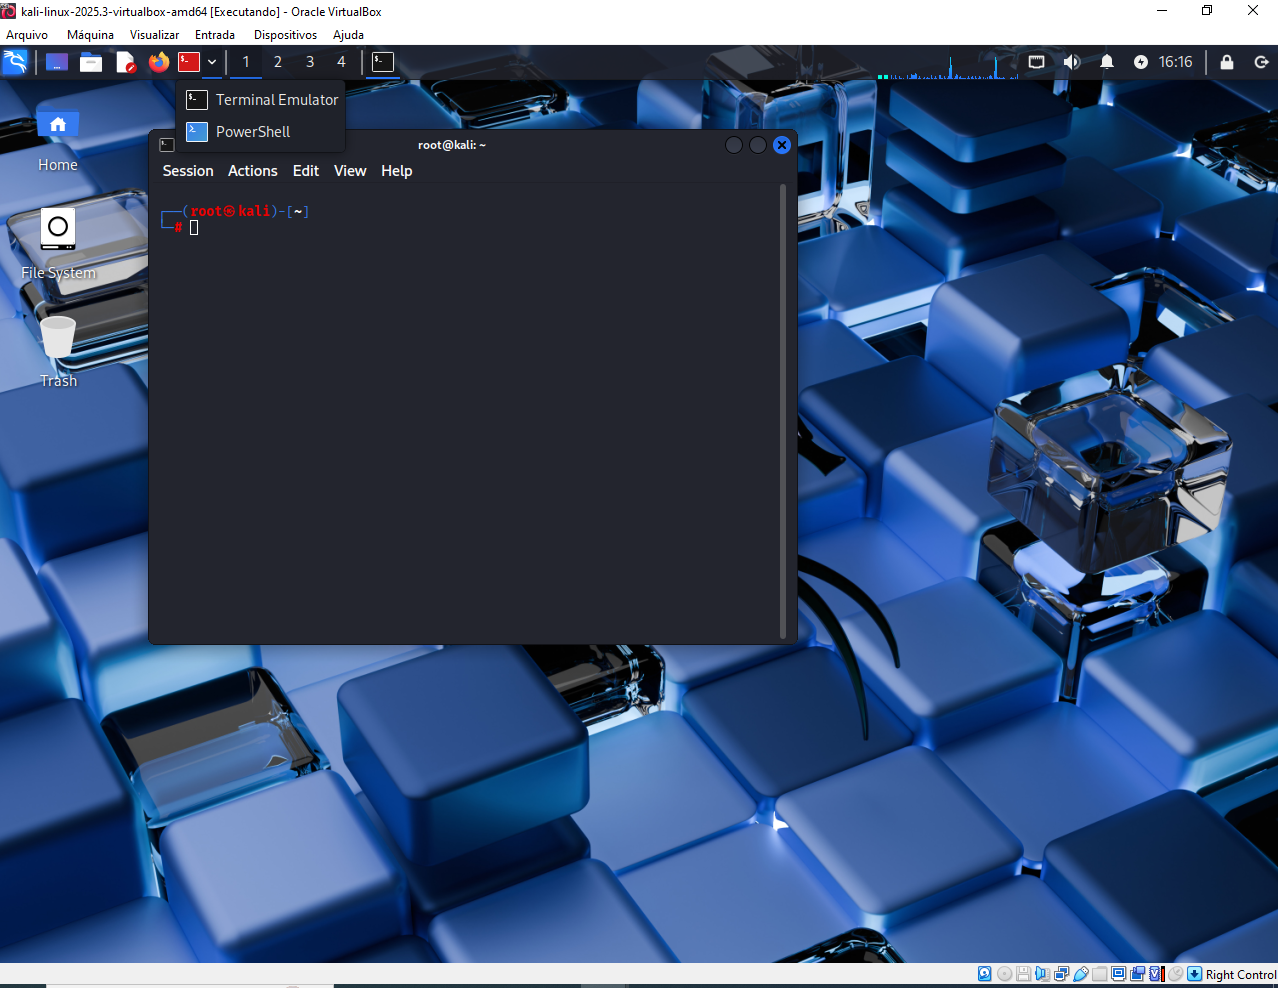 kali-linux-2025.3-virtualbox-amd64 [Executando] - Oracle VirtualBox
Arquivo Máquina Visualizar Entrada Dispositivos Ajuda
1 2 3 4 16:16
Terminal Emulator
PowerShell
root@kali: ~
Session Actions Edit View Help
┌──(root㉿kali)-[~]
└─#
Home
File System
Trash
Right Control